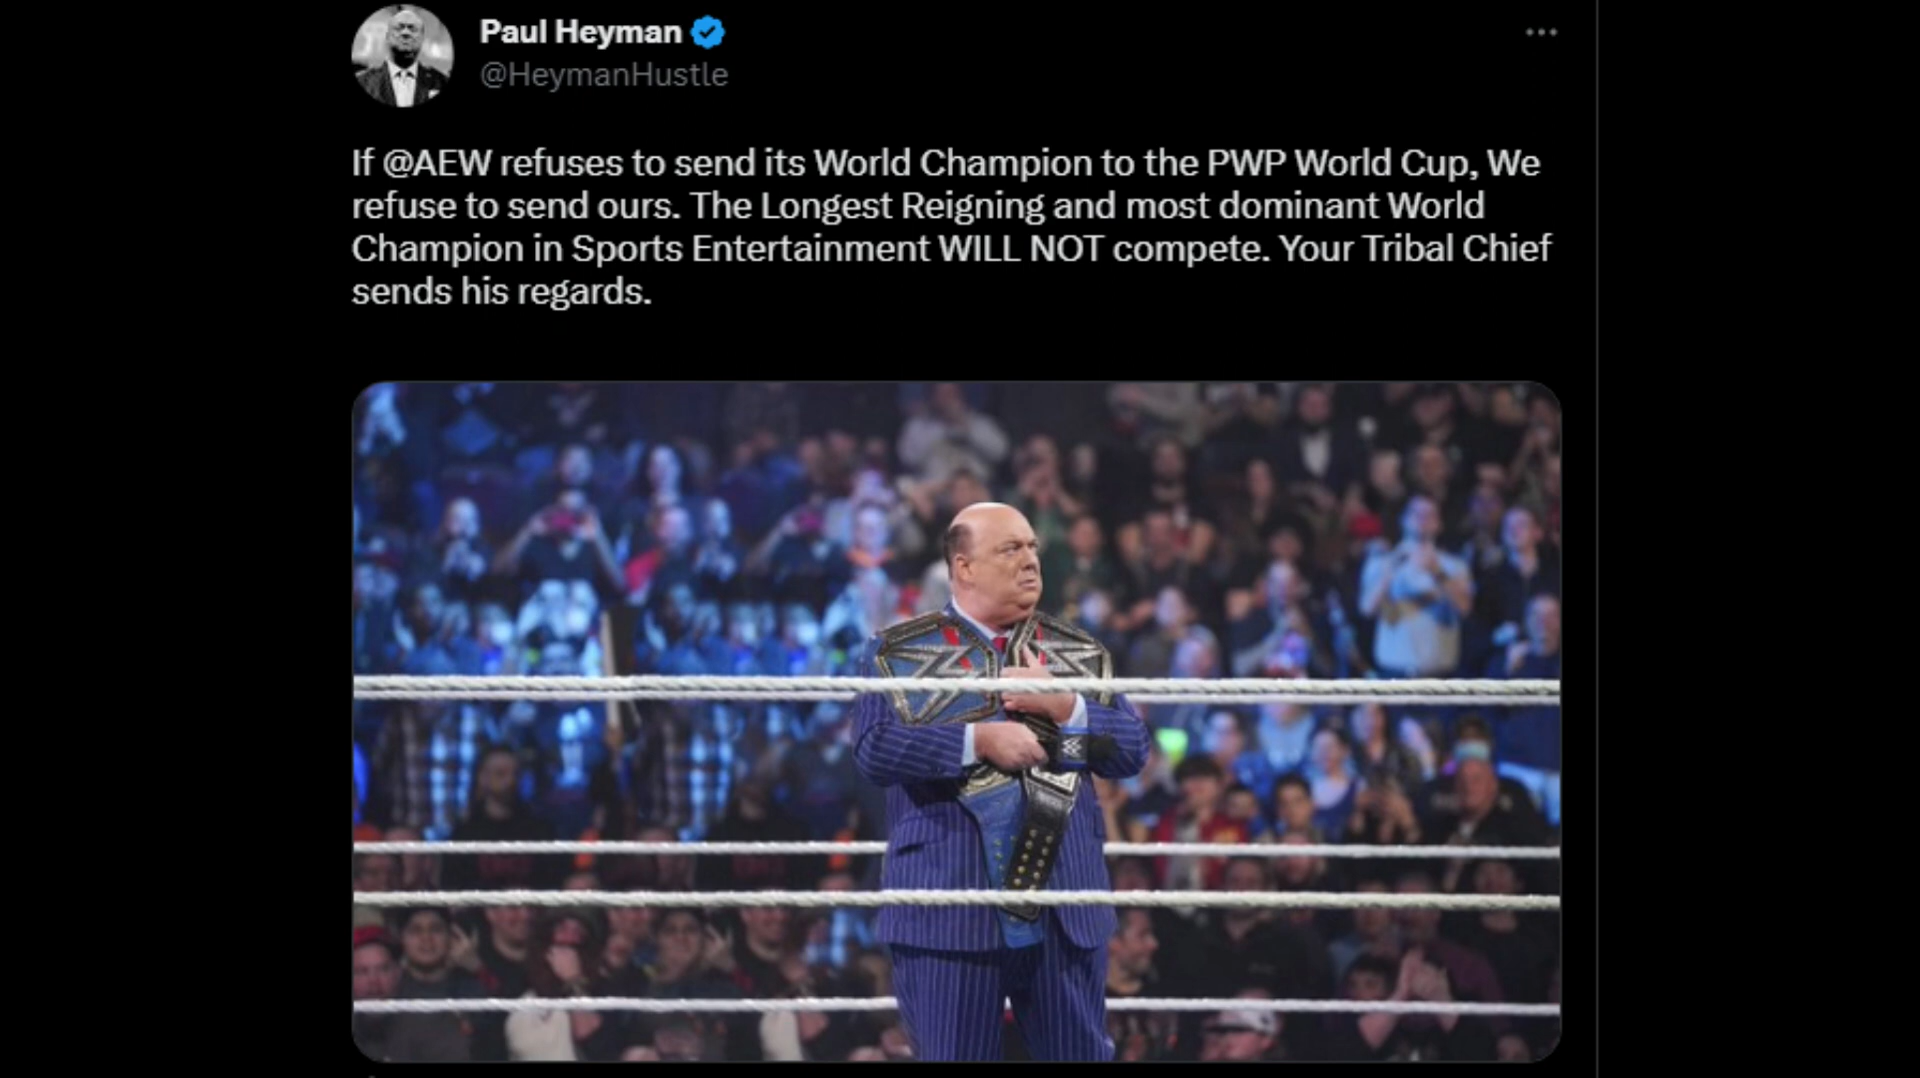 Paul Heyman
@HeymanHustle
If @AEW refuses to send its World Champion to the PWP World Cup, We
refuse to send ours. The Longest Reigning and most dominant World
Champion in Sports Entertainment WILL NOT compete. Your Tribal Chief
sends his regards.